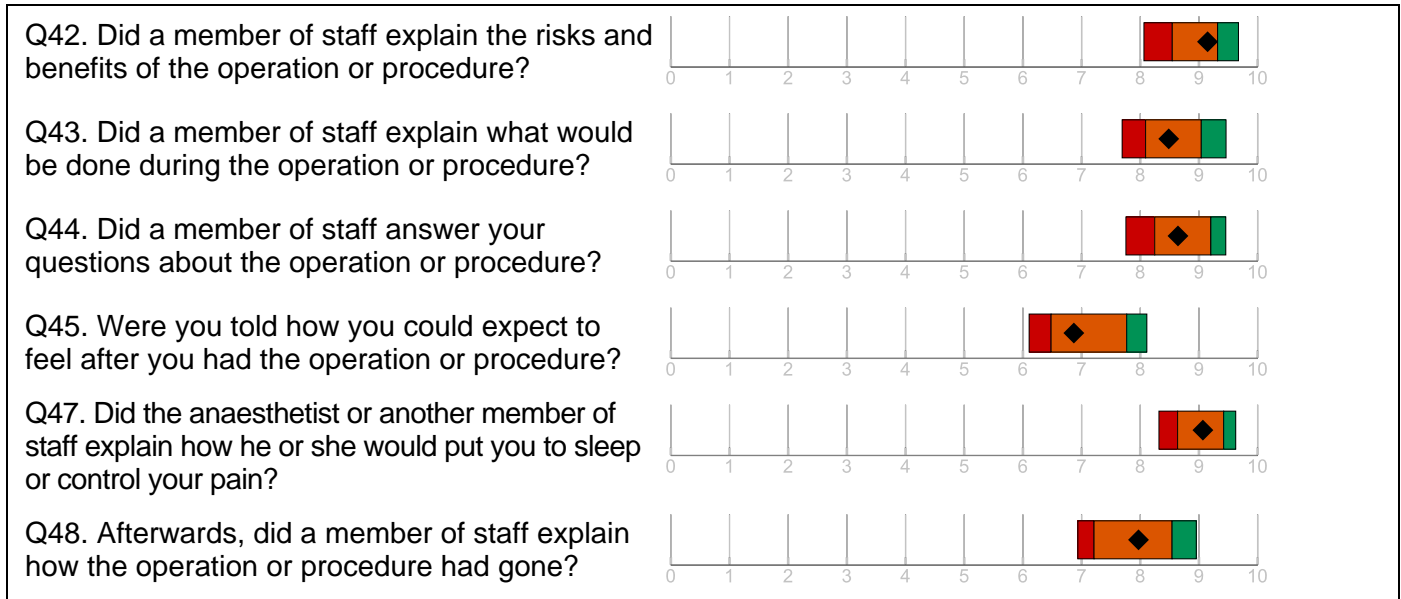 Q42. Did a member of staff explain the risks and
benefits of the operation or procedure?
0 1 2 3 4 5 6 7 8 9 10
Q43. Did a member of staff explain what would
be done during the operation or procedure?
0 1 2 3 4 5 6 7 8 9 10
Q44. Did a member of staff answer your
questions about the operation or procedure?
0 1 2 3 4 5 6 7 8 9 10
Q45. Were you told how you could expect to
feel after you had the operation or procedure?
0 1 2 3 4 5 6 7 8 9 10
Q47. Did the anaesthetist or another member of
staff explain how he or she would put you to sleep
or control your pain?
0 1 2 3 4 5 6 7 8 9 10
Q48. Afterwards, did a member of staff explain
how the operation or procedure had gone?
0 1 2 3 4 5 6 7 8 9 10